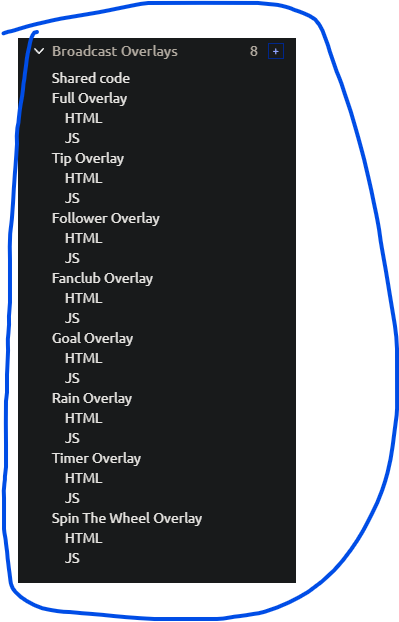 Broadcast Overlays 8 +
Shared code
Full Overlay
HTML
JS
Tip Overlay
HTML
JS
Follower Overlay
HTML
JS
Fanclub Overlay
HTML
JS
Goal Overlay
HTML
JS
Rain Overlay
HTML
JS
Timer Overlay
HTML
JS
Spin The Wheel Overlay
HTML
JS